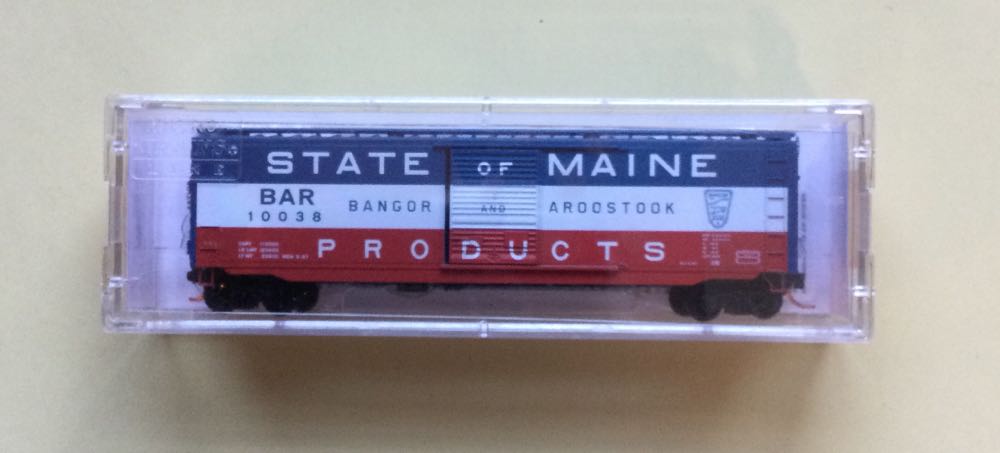 STATE OF MAINE
BAR
10038
BANGOR AND AROOSTOOK
PRODUCTS